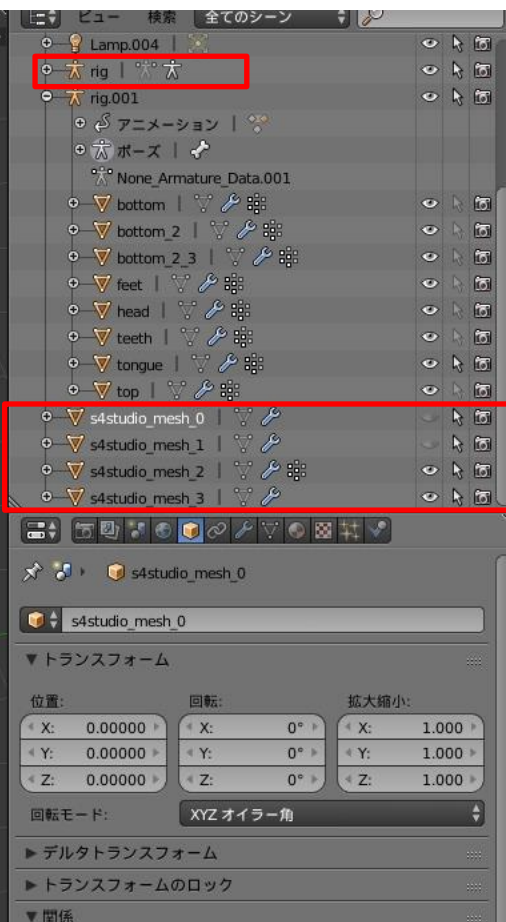 ビュー 検索 全てのシーン
Lamp.004
rig
rig.001
アニメーション
ポーズ
None_Armature_Data.001
bottom
bottom_2
bottom_2_3
feet
head
teeth
tongue
top
s4studio_mesh_0
s4studio_mesh_1
s4studio_mesh_2
s4studio_mesh_3
s4studio_mesh_0
s4studio_mesh_0
トランスフォーム
位置: 回転: 拡大縮小:
X: 0.00000 X: 0° X: 1.000
Y: 0.00000 Y: 0° Y: 1.000
Z: 0.00000 Z: 0° Z: 1.000
回転モード: XYZ オイラー角
デルタトランスフォーム
トランスフォームのロック
関係